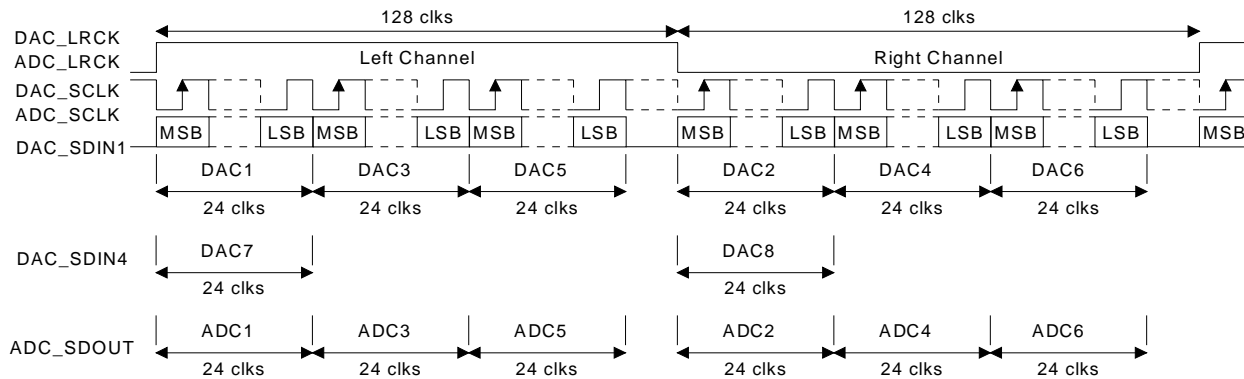 128 clks 128 clks
DAC_LRCK
ADC_LRCK Left Channel Right Channel
DAC_SCLK
ADC_SCLK
DAC_SDIN1 MSB LSB MSB LSB MSB LSB MSB LSB MSB LSB MSB LSB MSB
DAC1 DAC3 DAC5 DAC2 DAC4 DAC6
24 clks 24 clks 24 clks 24 clks 24 clks 24 clks
DAC_SDIN4 DAC7 DAC8
24 clks 24 clks
ADC_SDOUT ADC1 ADC3 ADC5 ADC2 ADC4 ADC6
24 clks 24 clks 24 clks 24 clks 24 clks 24 clks